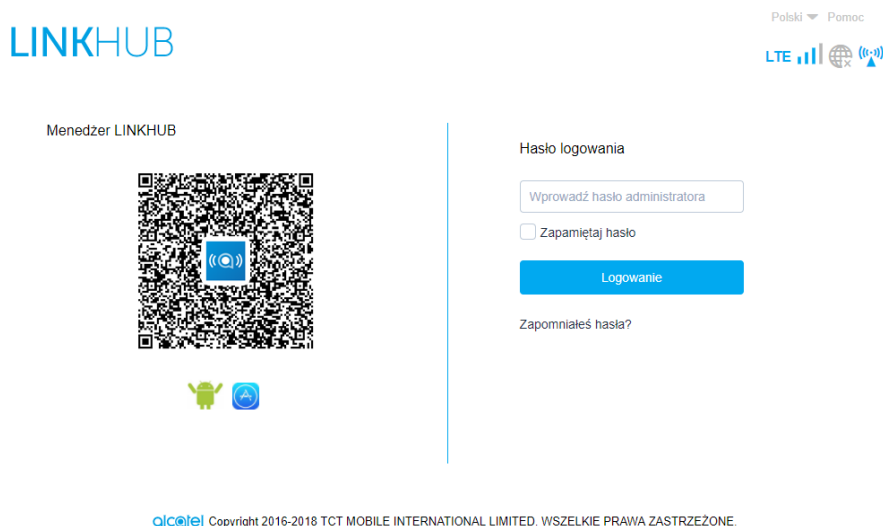 Polski Pomoc
LINKHUB
LTE
Menedżer LINKHUB
Hasło logowania
Wprowadź hasło administratora
Zapamiętaj hasło
Logowanie
Zapomniałeś hasła?
alcatel Copyright 2016-2018 TCT MOBILE INTERNATIONAL LIMITED. WSZELKIE PRAWA ZASTRZEŻONE.